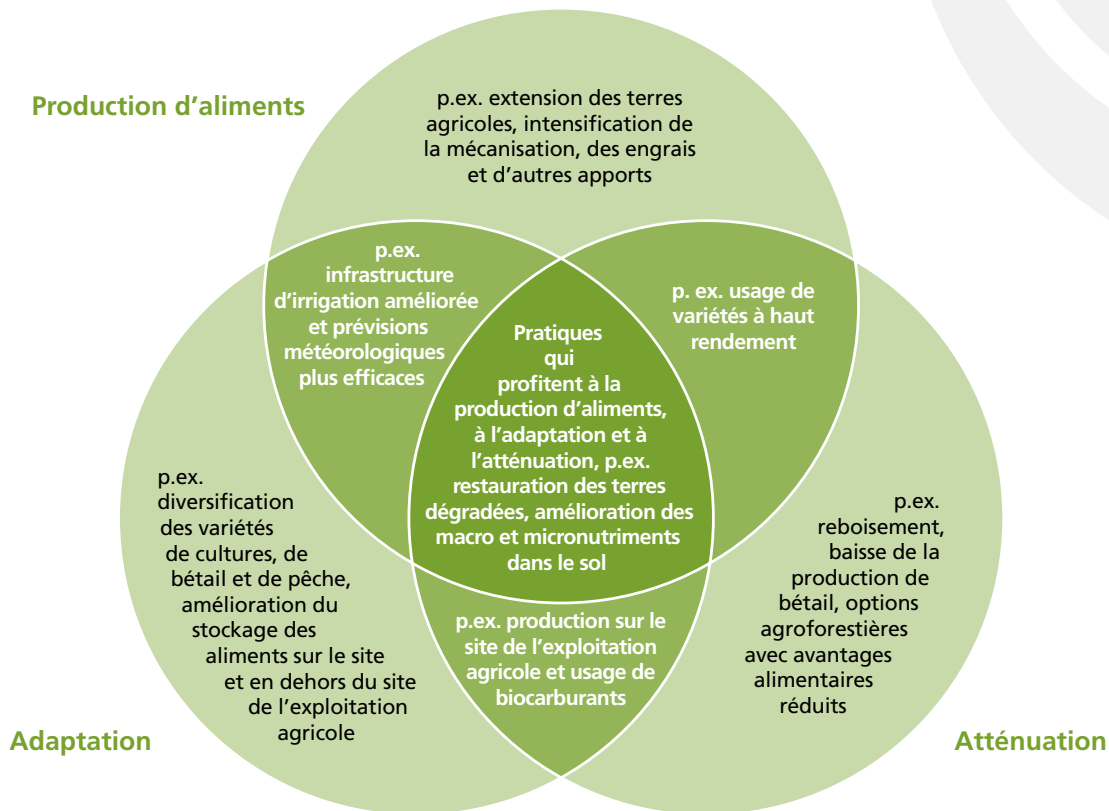 Production d’aliments
p.ex. extension des terres
agricoles, intensification de
la mécanisation, des engrais
et d’autres apports
p.ex.
infrastructure
d’irrigation améliorée
et prévisions
météorologiques
plus efficaces
p. ex. usage de
variétés à haut
rendement
Pratiques
qui
profitent à la
production d’aliments,
à l’adaptation et à
l’atténuation, p.ex.
restauration des terres
dégradées, amélioration des
macro et micronutriments
dans le sol
p.ex.
diversification
des variétés
de cultures, de
bétail et de pêche,
amélioration du
stockage des
aliments sur le site
et en dehors du site
de l’exploitation
agricole
p.ex. production sur le
site de l’exploitation
agricole et usage de
biocarburants
p.ex.
reboisement,
baisse de la
production de
bétail, options
agroforestières
avec avantages
alimentaires
réduits
Adaptation
Atténuation